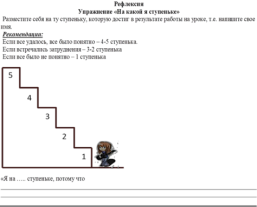 Рефлексия
Упражнение «На какой я ступеньке»
Разместите себя на ту ступеньку, которую достиг в результате работы на уроке, т.е. напишите свое
имя.
Рекомендации:
Если все удалось, все было понятно – 4-5 ступенька.
Если встречались затруднения – 3-2 ступенька
Если все было не понятно – 1 ступенька
5
4
3
2
1
«Я на…… ступеньке, потому что